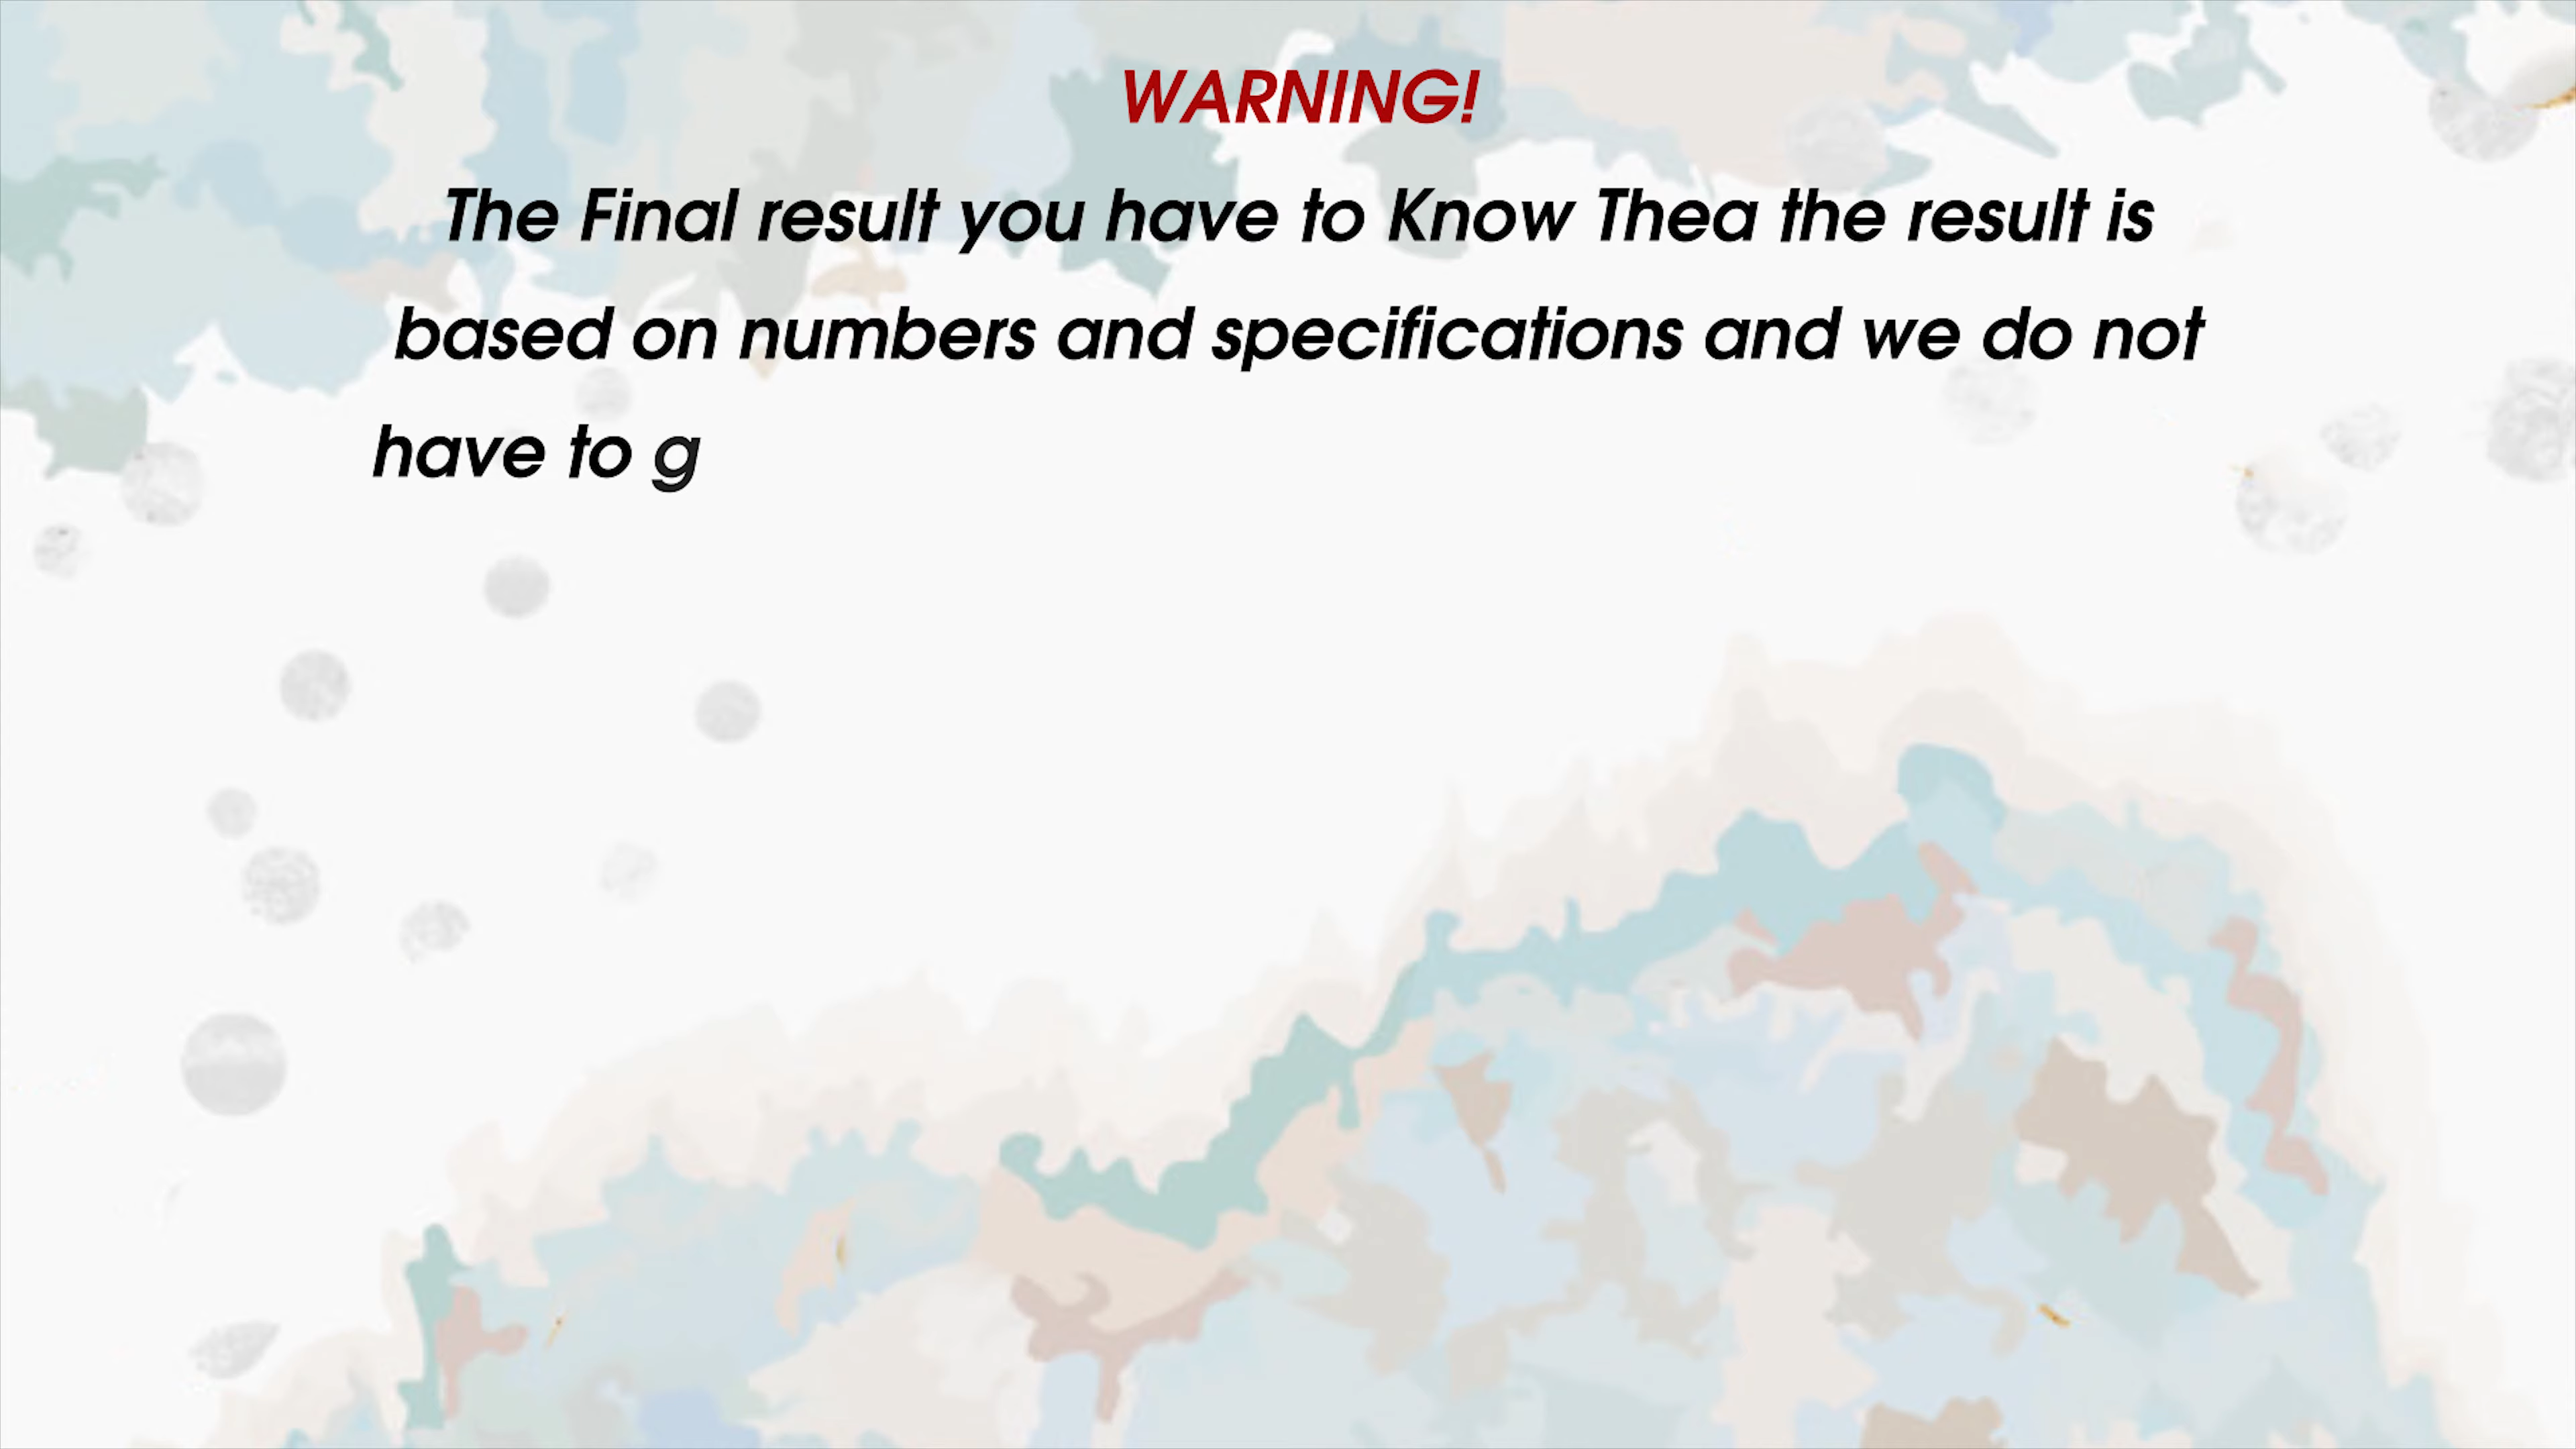 WARNING!
The Final result you have to Know Thea the result is
based on numbers and specifications and we do not
have to g